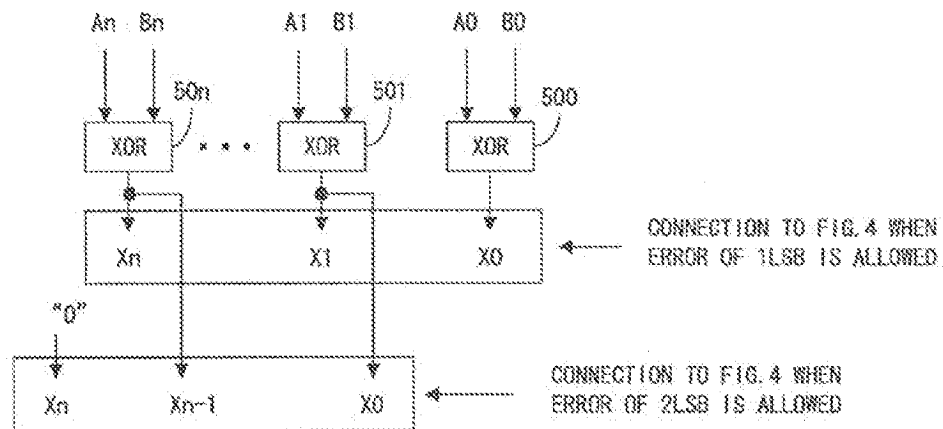 An Bn A1 B1 A0 B0
50n 501 500
XOR • • • XOR XOR
Xn X1 X0
CONNECTION TO FIG.4 WHEN
ERROR OF 1LSB IS ALLOWED
"0"
Xn Xn-1 X0
CONNECTION TO FIG.4 WHEN
ERROR OF 2LSB IS ALLOWED